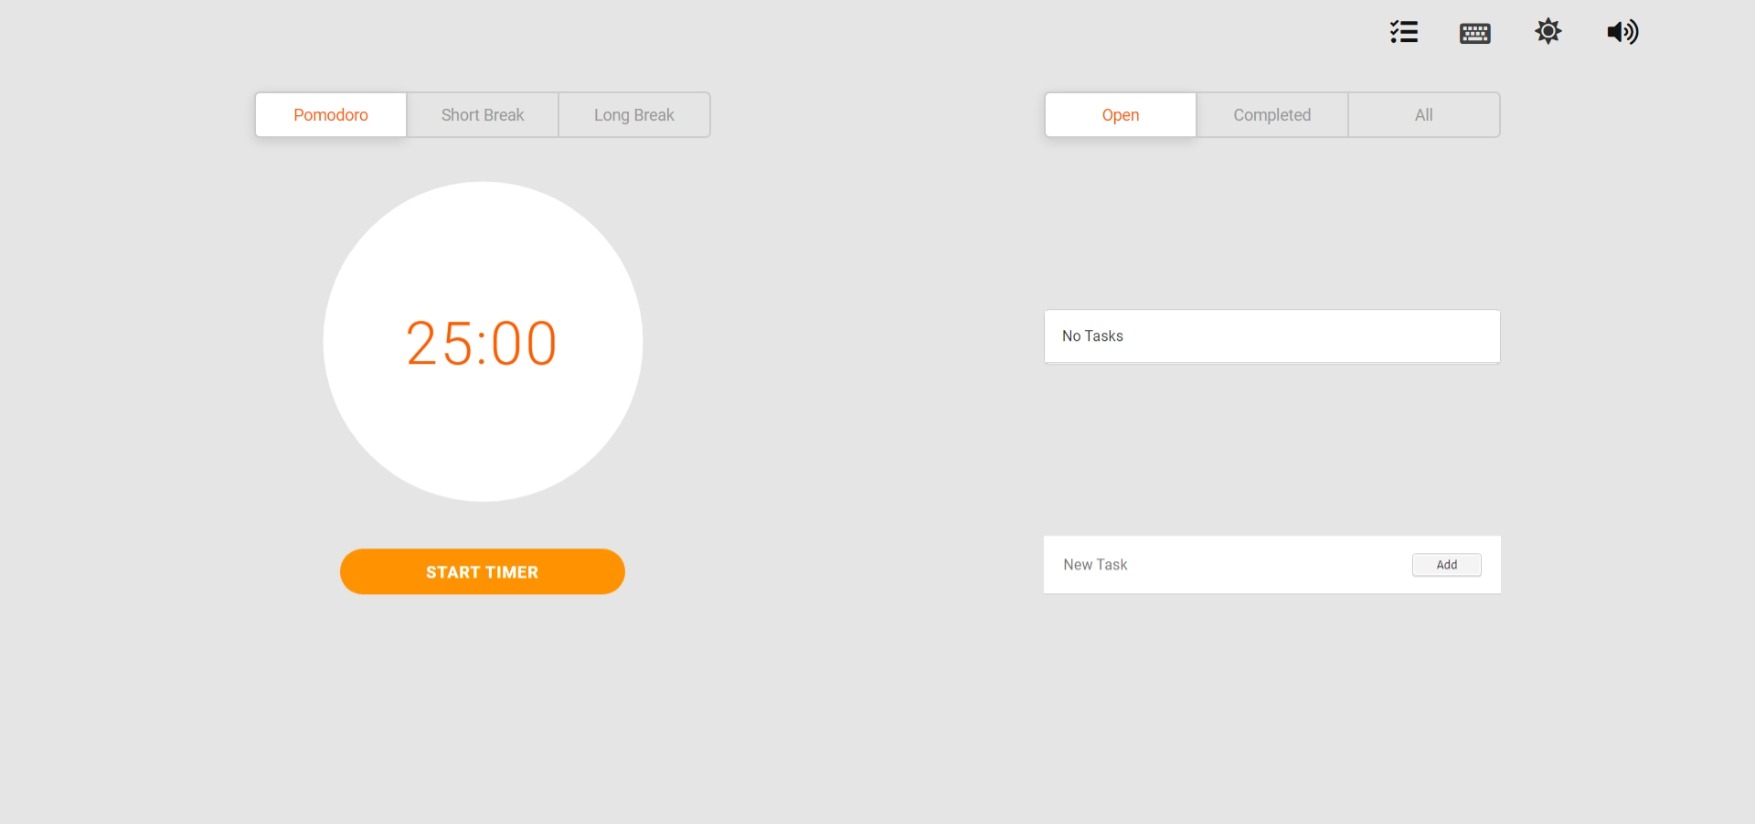 Pomodoro Short Break Long Break
25:00
START TIMER
Open Completed All
No Tasks
New Task Add